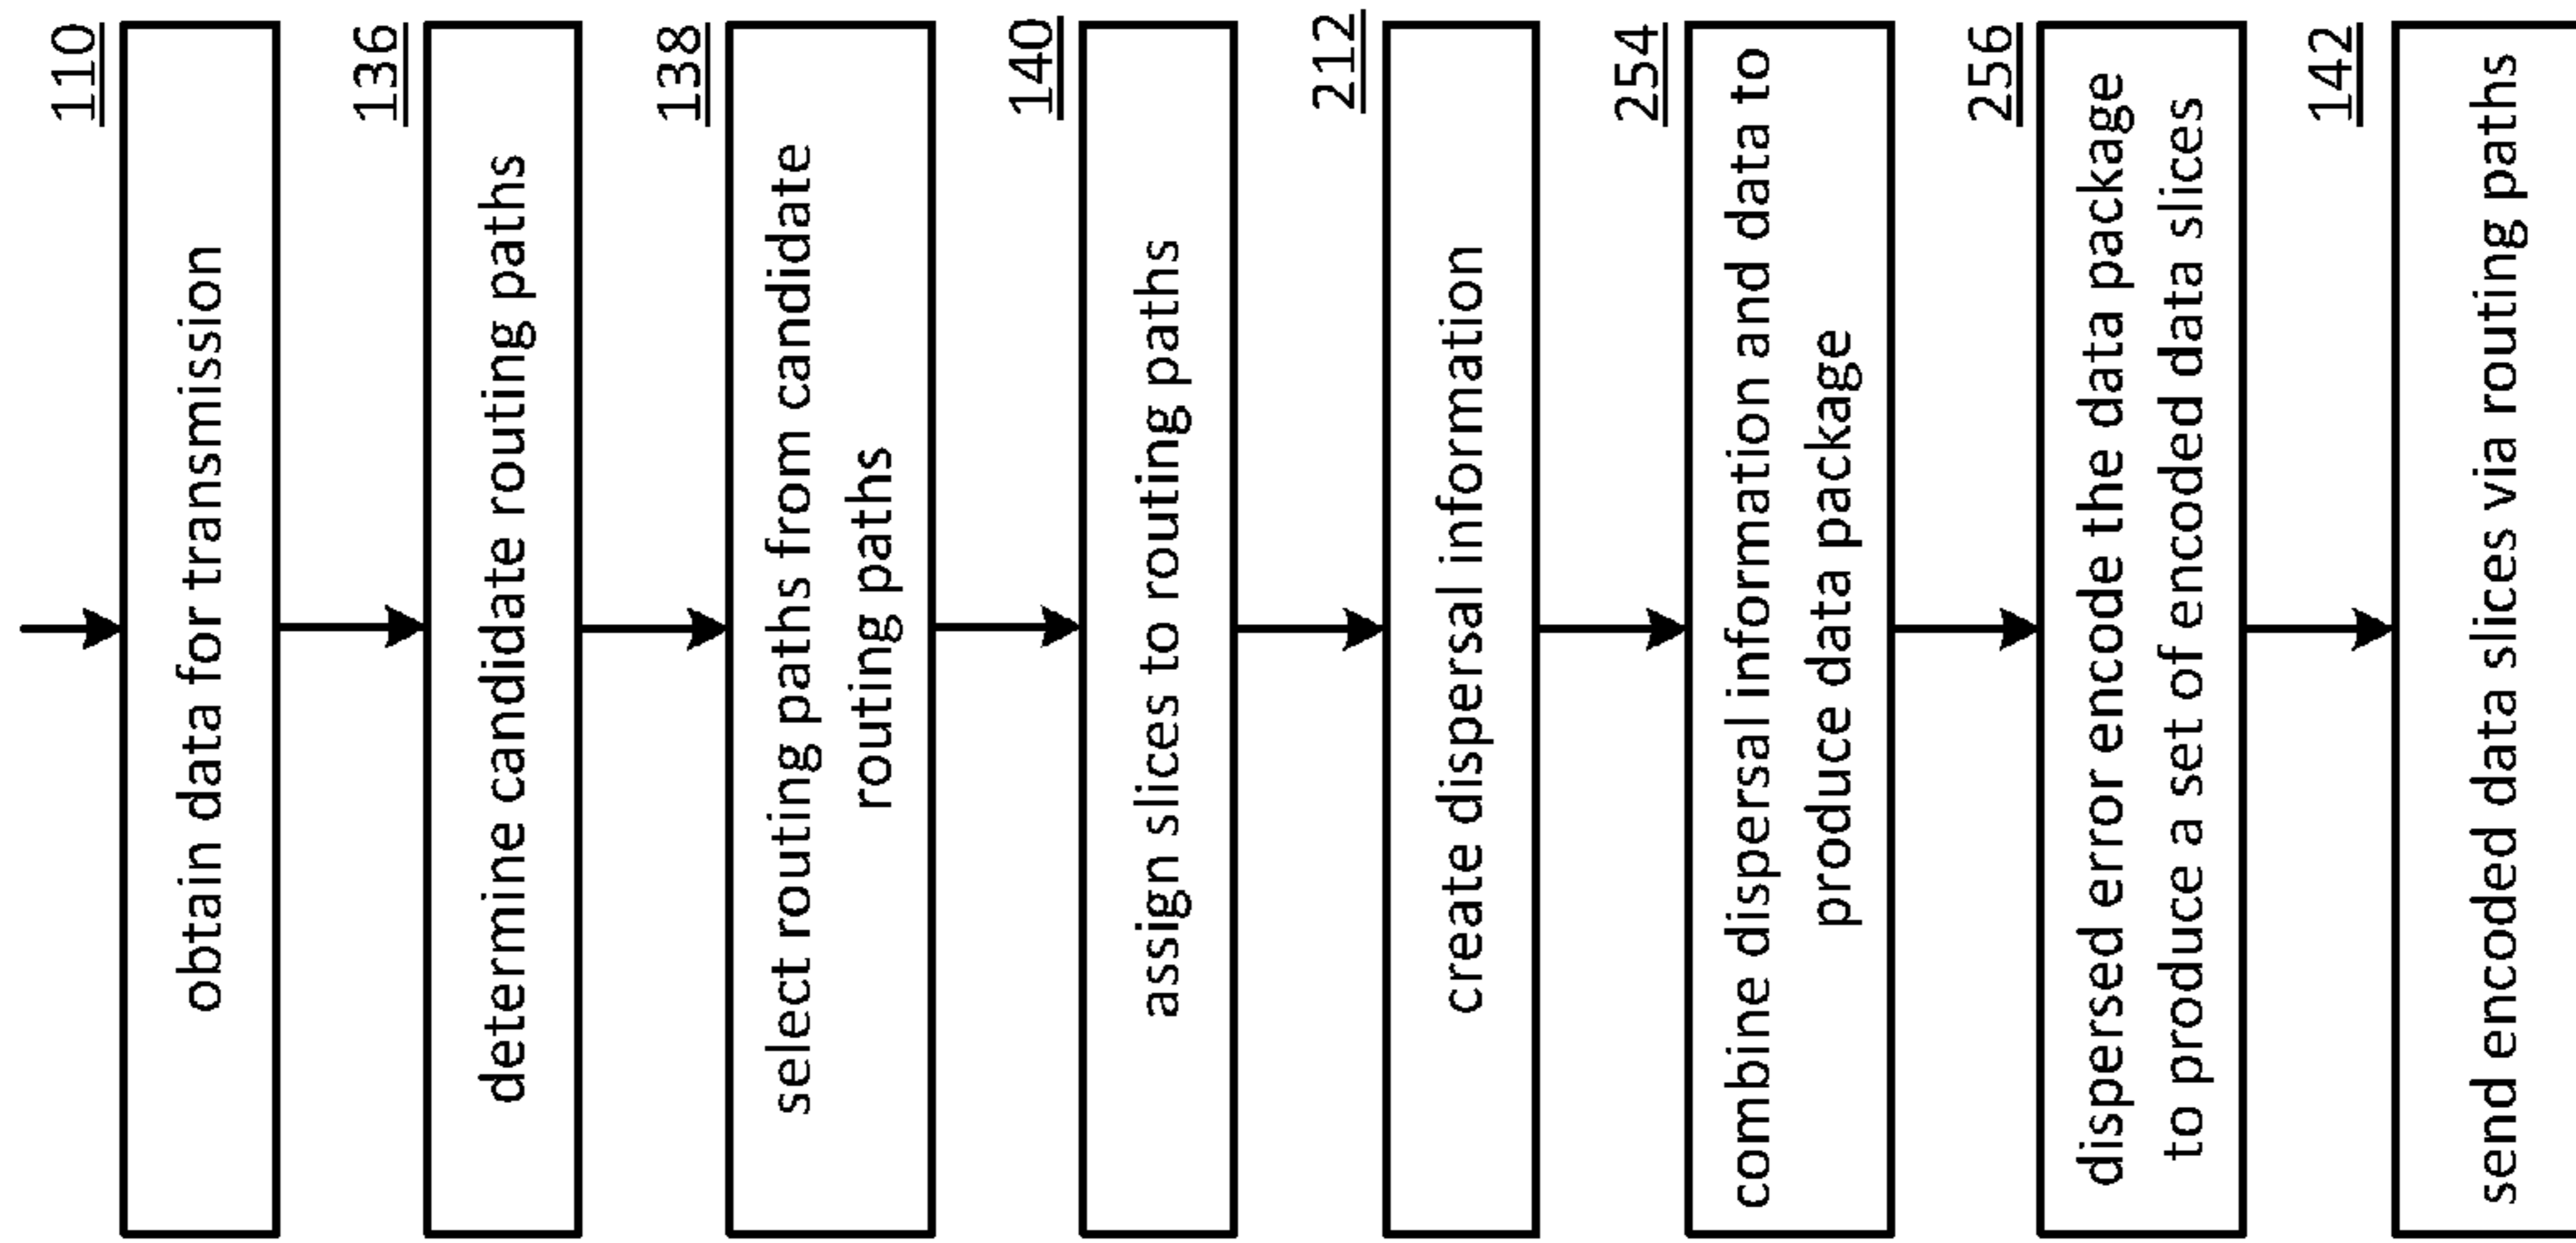 110
obtain data for transmission
136
determine candidate routing paths
138
select routing paths from candidate
routing paths
140
assign slices to routing paths
212
create dispersal information
254
combine dispersal information and data to
produce data package
256
dispersed error encode the data package
to produce a set of encoded data slices
142
send encoded data slices via routing paths